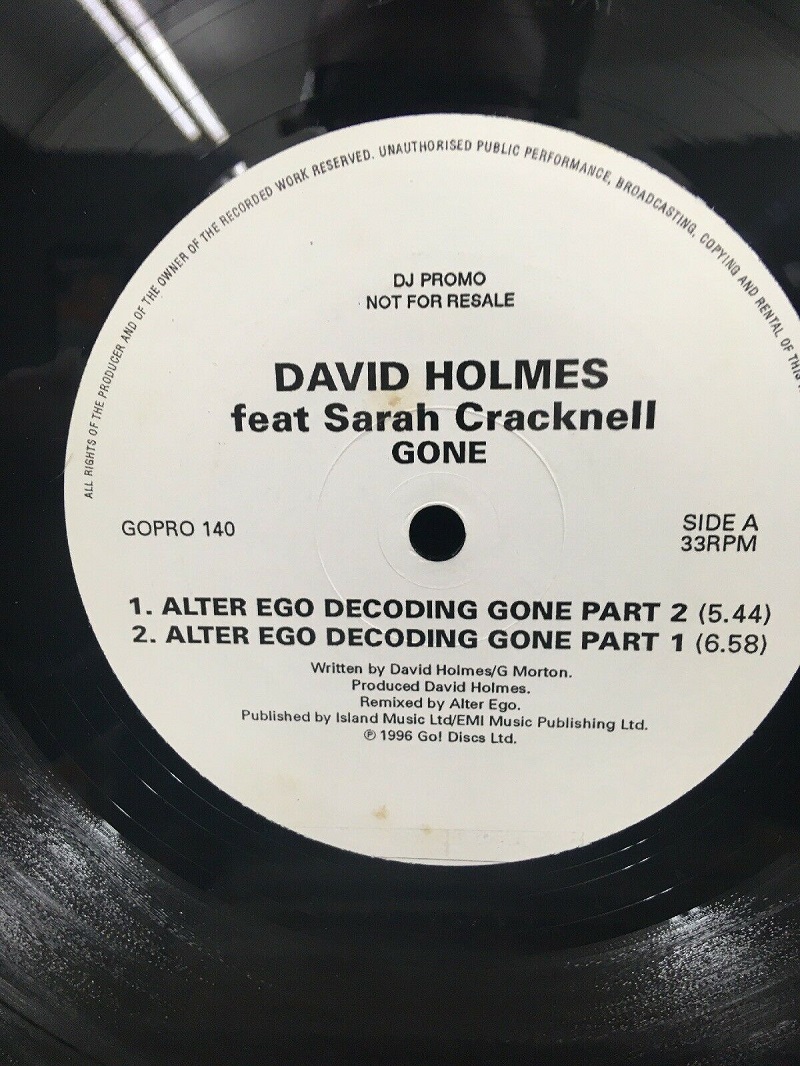 ALL RIGHTS OF THE PRODUCER AND OF THE OWNER OF THE RECORDED WORK RESERVED. UNAUTHORISED PUBLIC PERFORMANCE, BROADCASTING, COPYING AND RENTAL OF THIS
DJ PROMO
NOT FOR RESALE
DAVID HOLMES
feat Sarah Cracknell
GONE
GOPRO 140
SIDE A
33RPM
1. ALTER EGO DECODING GONE PART 2 (5.44)
2. ALTER EGO DECODING GONE PART 1 (6.58)
Written by David Holmes/G Morton.
Produced David Holmes.
Remixed by Alter Ego.
Published by Island Music Ltd/EMI Music Publishing Ltd.
℗ 1996 Go! Discs Ltd.